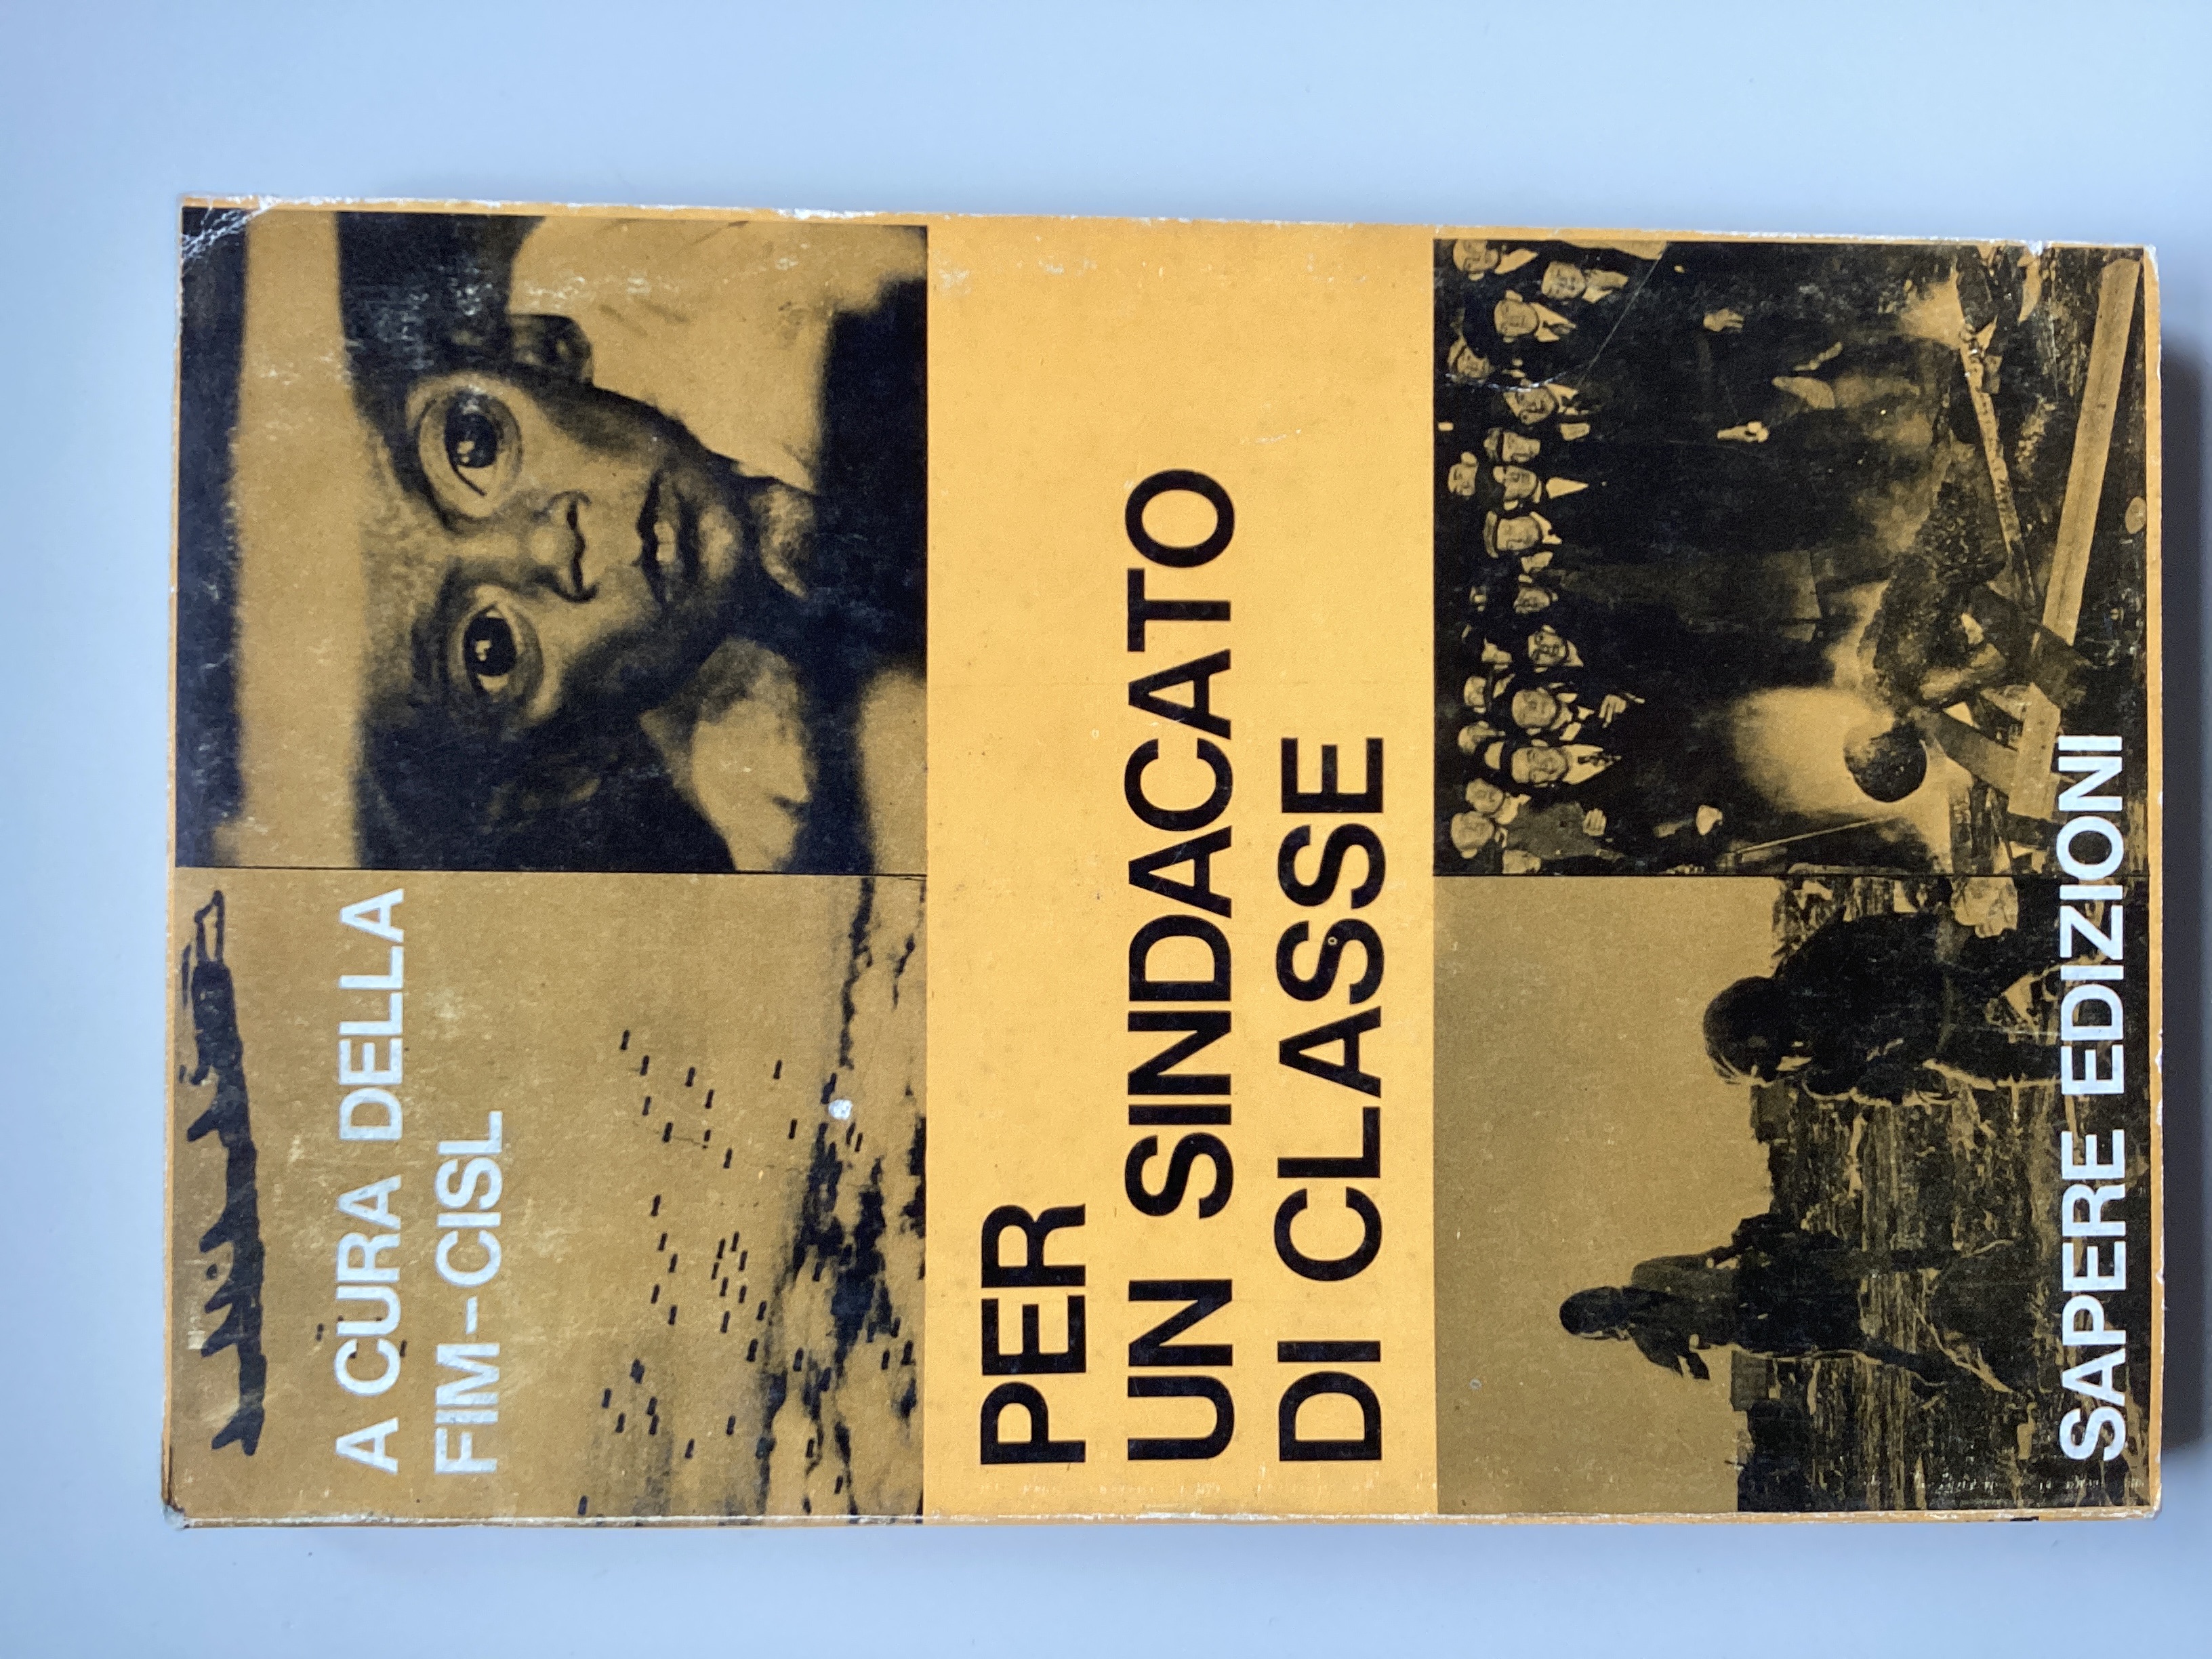 A CURA DELLA
FIM-CISL
PER
UN SINDACATO
DI CLASSE
SAPERE EDIZIONI